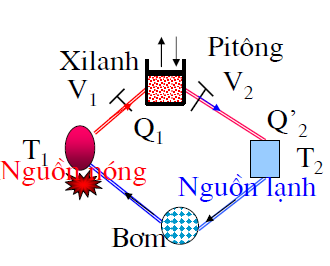 Xilanh
Pitông
V1
V2
Q1
Q'2
T1
T2
Nguồn nóng
Nguồn lạnh
Bơm